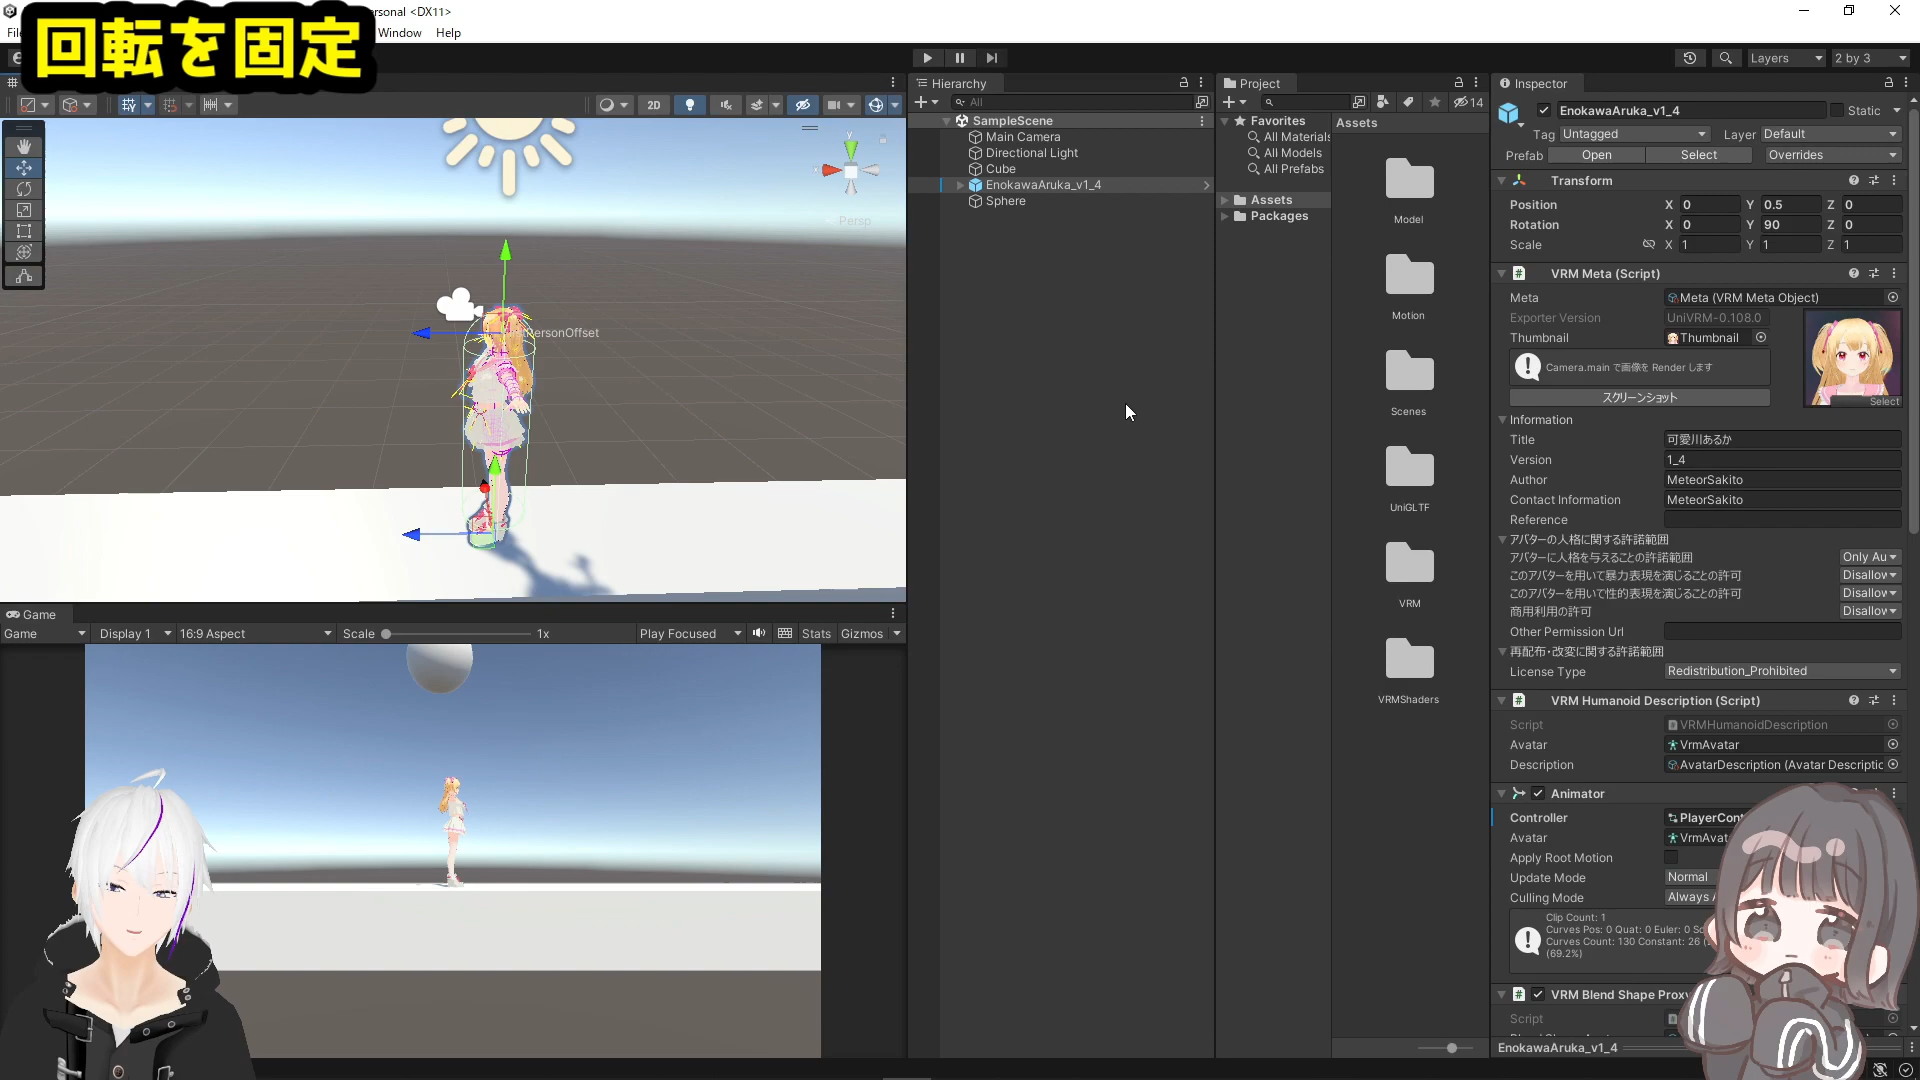 回転を固定
ersonal <DX11>
Window Help
Layers
2 by 3
2D
Persp
ersonOffset
Game
Game
Display 1
16:9 Aspect
Scale
1x
Play Focused
Stats
Gizmos
Hierarchy
All
SampleScene
Main Camera
Directional Light
Cube
EnokawaAruka_v1_4
Sphere
Project
14
Favorites
All Materials
All Models
All Prefabs
Assets
Packages
Assets
Model
Motion
Scenes
UniGLTF
VRM
VRMShaders
Inspector
EnokawaAruka_v1_4
Static
Tag Untagged
Layer Default
Prefab Open Select Overrides
Transform
Position X 0 Y 0.5 Z 0
Rotation X 0 Y 90 Z 0
Scale X 1 Y 1 Z 1
VRM Meta (Script)
Meta Meta (VRM Meta Object)
Exporter Version UniVRM-0.108.0
Thumbnail Thumbnail
Camera.main で画像を Render します
Select
スクリーンショット
Information
Title 可愛川あるか
Version 1_4
Author MeteorSakito
Contact Information MeteorSakito
Reference
アバターの人格に関する許諾範囲
アバターに人格を与えることの許諾範囲 Only Au
このアバターを用いて暴力表現を演じることの許可 Disallow
このアバターを用いて性的表現を演じることの許可 Disallow
商用利用の許可 Disallow
Other Permission Url
再配布・改変に関する許諾範囲
License Type Redistribution_Prohibited
VRM Humanoid Description (Script)
Script VRMHumanoidDescription
Avatar VrmAvatar
Description AvatarDescription (Avatar Descriptic
Animator
Controller PlayerCont
Avatar VrmAvat
Apply Root Motion
Update Mode Normal
Culling Mode Always A
Clip Count: 1
Curves Pos: 0 Quat: 0 Euler: 0 Sc
Curves Count: 130 Constant: 26 (
(69.2%)
VRM Blend Shape Proxy
Script
EnokawaAruka_v1_4